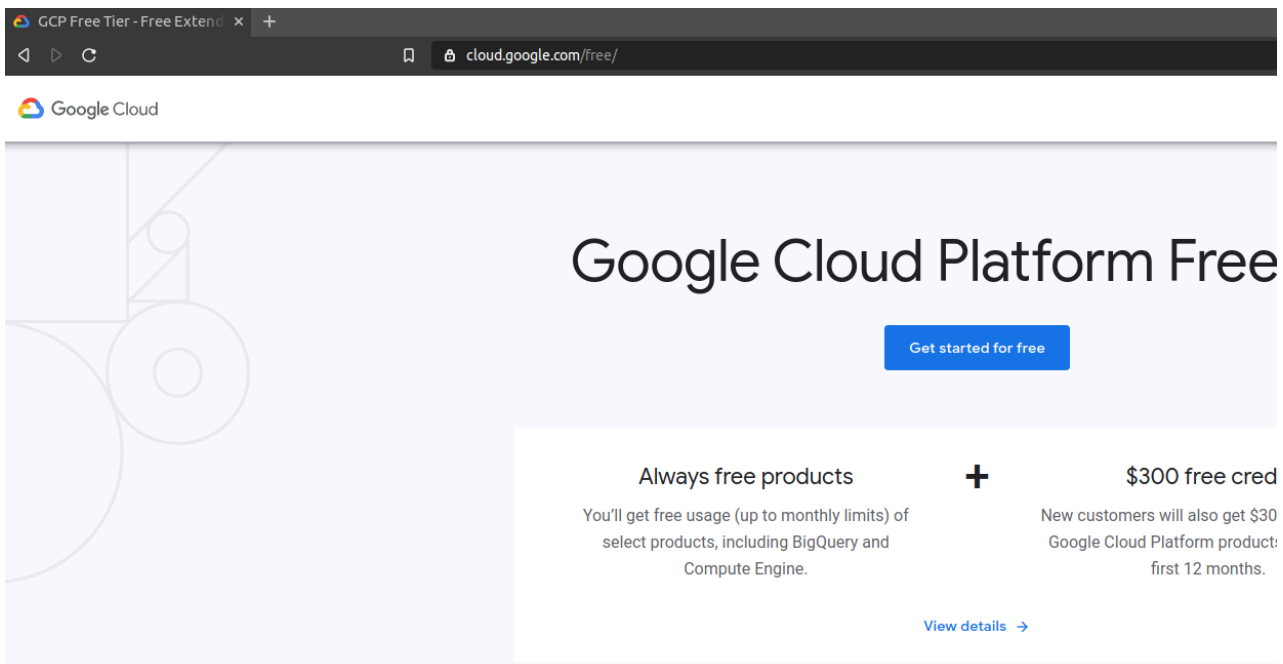 GCP Free Tier - Free Extend
cloud.google.com/free/
Google Cloud
Google Cloud Platform Free
Get started for free
Always free products
+
$300 free cred
You'll get free usage (up to monthly limits) of
select products, including BigQuery and
Compute Engine.
New customers will also get $30
Google Cloud Platform products
first 12 months.
View details →